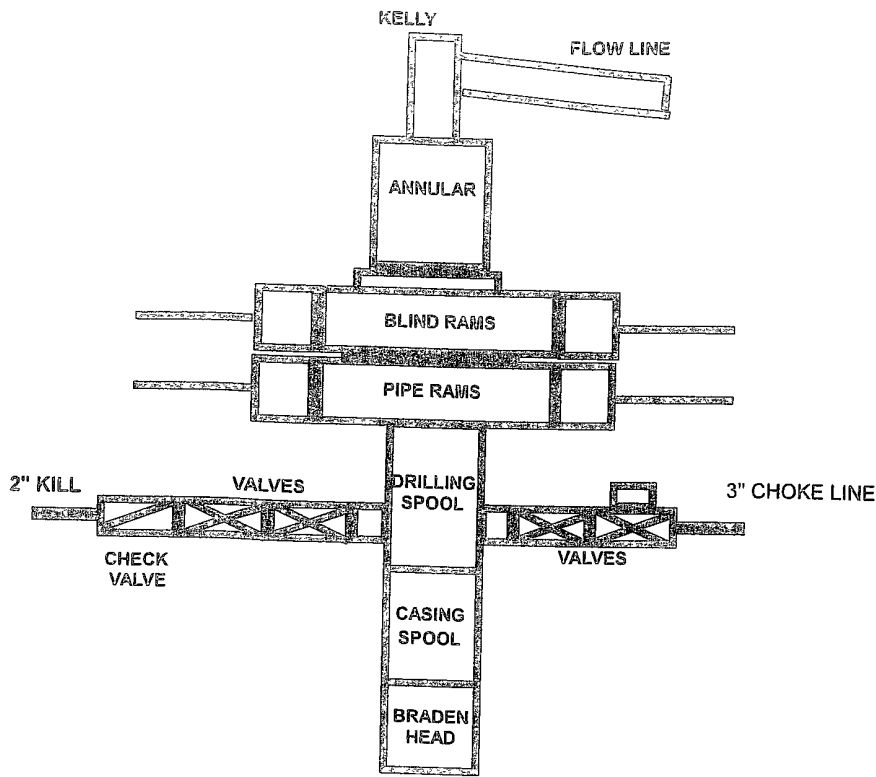 KELLY
FLOW LINE
ANNULAR
BLIND RAMS
PIPE RAMS
2" KILL
VALVES
DRILLING
SPOOL
3" CHOKE LINE
CHECK
VALVE
VALVES
CASING
SPOOL
BRADEN
HEAD